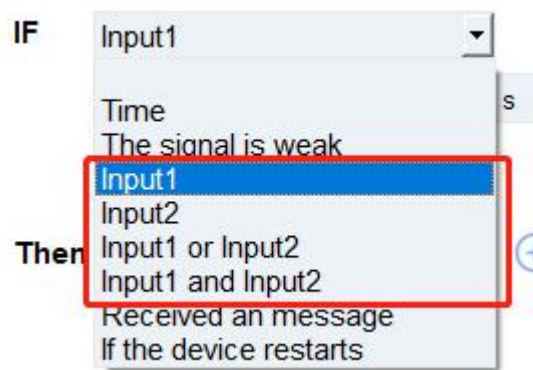 IF Input1
s
Time
The signal is weak
Input1
Input2
Then Input1 or Input2
Input1 and Input2
Received an message
If the device restarts